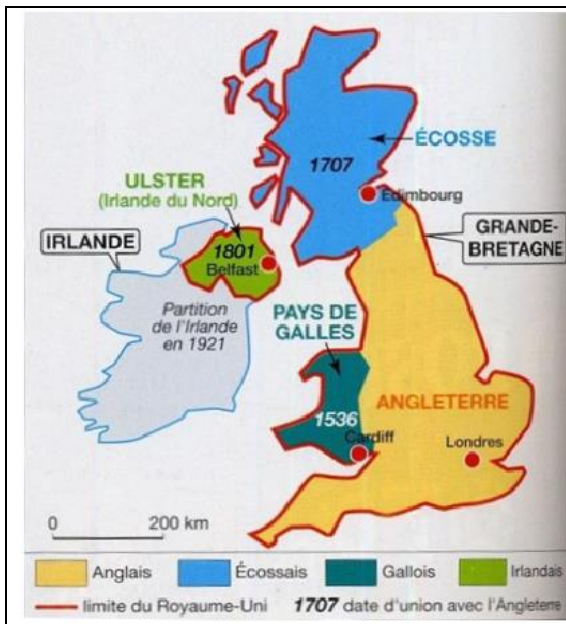 ÉCOSSE
1707
Edimbourg
ULSTER
(Irlande du Nord)
GRANDE-
BRETAGNE
IRLANDE
1801
Belfast
Partition
de l'Irlande
en 1921
PAYS DE
GALLES
1536
Cardiff
ANGLETERRE
Londres
0 200 km
Anglais Écossais Gallois Irlandais
limite du Royaume-Uni 1707 date d'union avec l'Angleterre